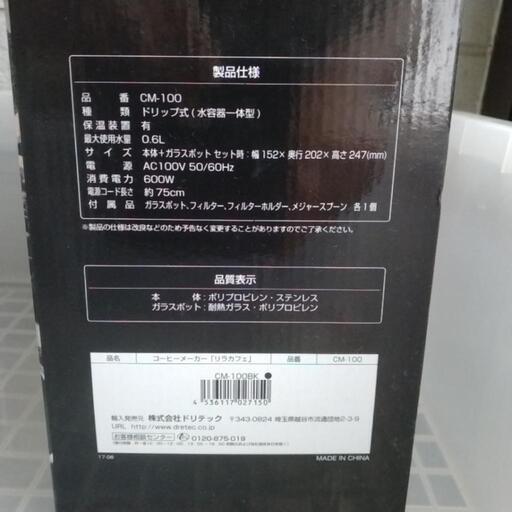 製品仕様
品番 CM-100
種類 ドリップ式(水容器一体型)
保温装置 有
最大使用水量 0.6L
サイズ 本体+ガラスポットセット時:幅152×奥行202×高さ247(mm)
電源 AC100V 50/60Hz
消費電力 600W
電源コード長さ 約75cm
付属品 ガラスポット、フィルター、フィルターホルダー、メジャースプーン 各1個
※製品の仕様は改良などのため予告なく変更することがありますのでご了承ください。
品質表示
本体:ポリプロピレン・ステンレス
ガラスポット:耐熱ガラス・ポリプロピレン
品名 コーヒーメーカー「リラカフェ」 品番 CM-100
CM-100BK ●
4 536117 027150
輸入発売元 株式会社ドリテック 〒343-0824 埼玉県越谷市流通団地2-3-9
URL http://www.dretec.co.jp
お客様相談センター 0120-875-019
17-08
MADE IN CHINA